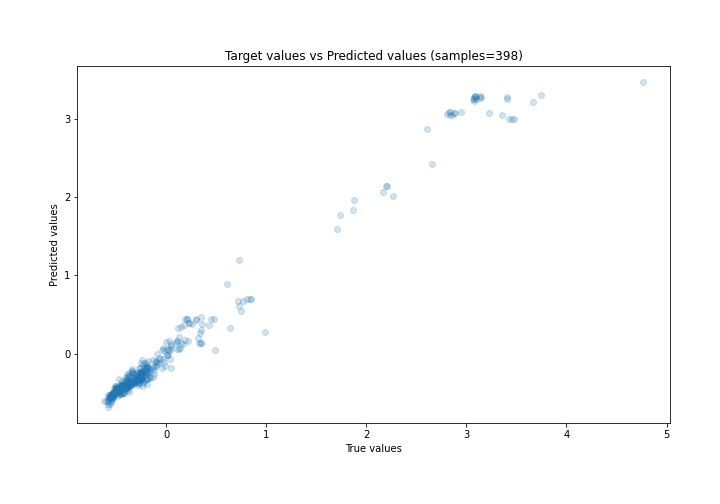 Target values vs Predicted values (samples=398)
Predicted values
3
2
1
0
0 1 2 3 4 5
True values